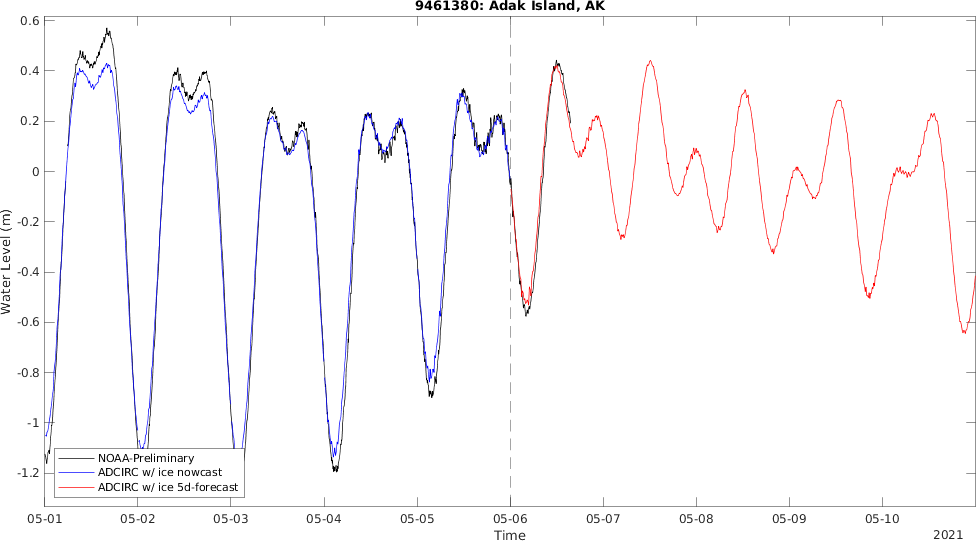 9461380: Adak Island, AK
Water Level (m)
0.6
0.4
0.2
0
-0.2
-0.4
-0.6
-0.8
-1
-1.2
NOAA-Preliminary
ADCIRC w/ ice nowcast
ADCIRC w/ ice 5d-forecast
05-01 05-02 05-03 05-04 05-05 05-06 05-07 05-08 05-09 05-10
Time
2021